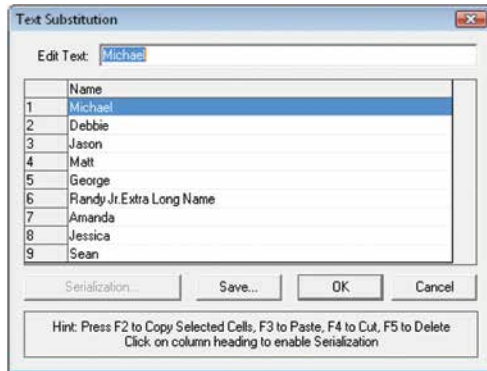 Text Substitution
Edit Text: Michael
Name
1 Michael
2 Debbie
3 Jason
4 Matt
5 George
6 Randy Jr.Extra Long Name
7 Amanda
8 Jessica
9 Sean
Serialization... Save... OK Cancel
Hint: Press F2 to Copy Selected Cells, F3 to Paste, F4 to Cut, F5 to Delete
Click on column heading to enable Serialization